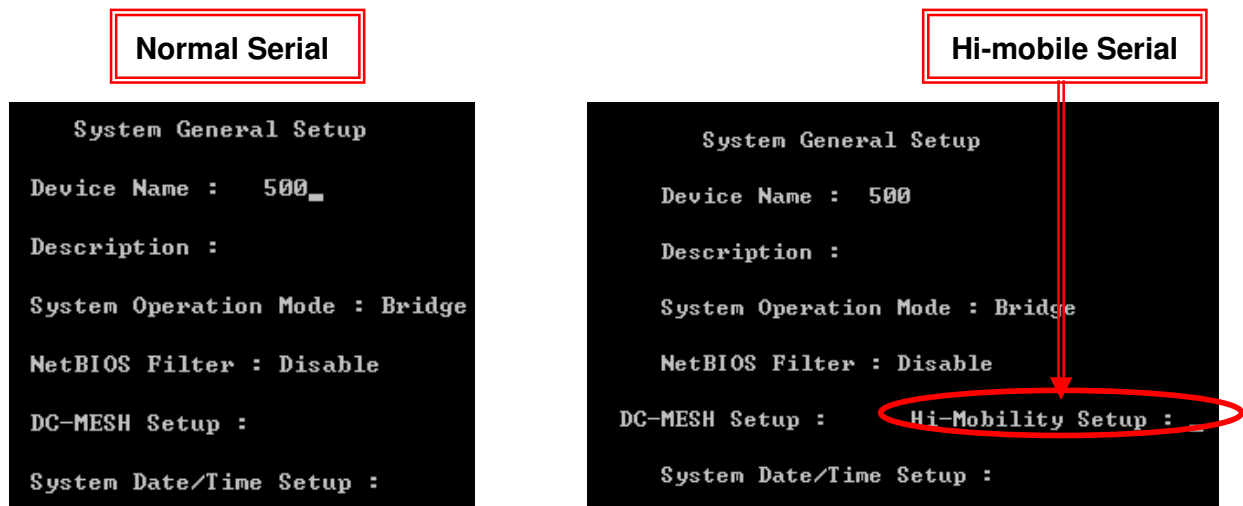 Normal Serial
System General Setup
Device Name : 500_
Description :
System Operation Mode : Bridge
NetBIOS Filter : Disable
DC-MESH Setup :
System Date/Time Setup :
Hi-mobile Serial
System General Setup
Device Name : 500
Description :
System Operation Mode : Bridge
NetBIOS Filter : Disable
DC-MESH Setup : Hi-Mobility Setup : _
System Date/Time Setup :